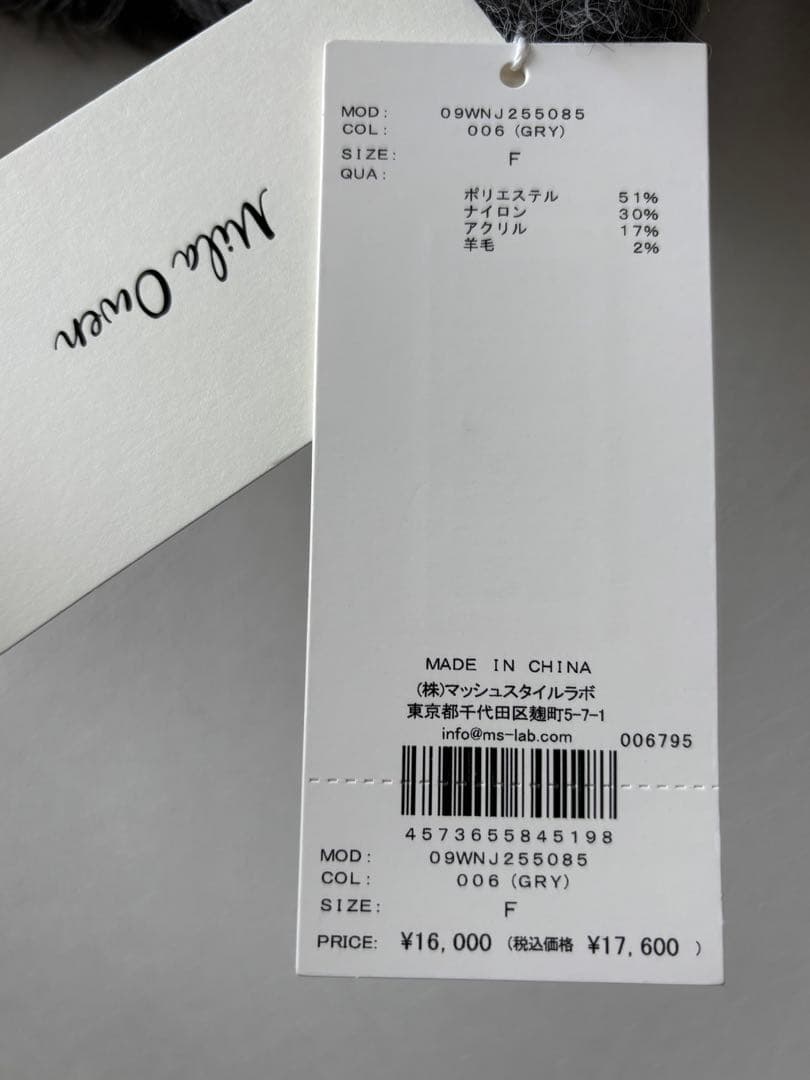 Mila Owen
MOD: 09WNJ255085
COL: 006 (GRY)
SIZE: F
QUA:
ポリエステル 51%
ナイロン 30%
アクリル 17%
羊毛 2%
MADE IN CHINA
(株)マッシュスタイルラボ
東京都千代田区麹町5-7-1
info@ms-lab.com 006795
4573655845198
MOD: 09WNJ255085
COL: 006 (GRY)
SIZE: F
PRICE: ¥16,000 (税込価格 ¥17,600 )